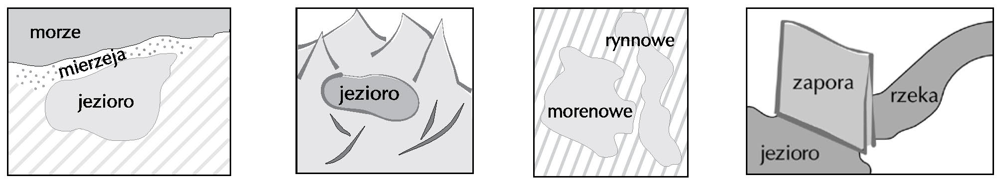 morze
mierzeja
jezioro
jezioro
rynnowe
morenowe
zapora
rzeka
jezioro